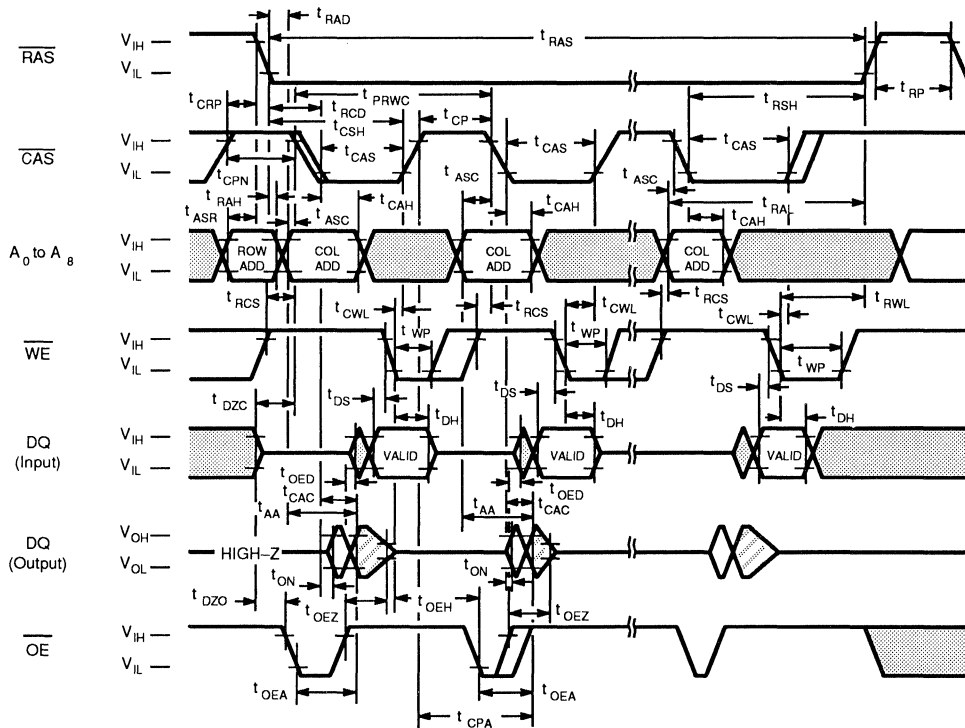 t RAD
RAS
V IH
V IL
t RAS
t CRP
t RCD
t PRWC
t RSH
t RP
t CSH
t CP
CAS
V IH
V IL
t CPN
t CAS
t CAS
t CAS
t RAH
t ASR
t ASC
t CAH
t ASC
t CAH
t ASC
t RAL
t CAH
A 0 to A 8
V IH
V IL
ROW ADD
COL ADD
COL ADD
COL ADD
t RCS
t CWL
t WP
t RCS
t CWL
t WP
t RCS
t CWL
t RWL
t WP
WE
V IH
V IL
t DZC
t DS
t DH
t DS
t DH
t DS
t DH
DQ
(Input)
V IH
V IL
VALID
VALID
VALID
t OED
t CAC
t AA
t OED
t CAC
t AA
DQ
(Output)
V OH
V OL
HIGH–Z
t ON
t ON
t DZO
t OEZ
t OEH
t OEZ
OE
V IH
V IL
t OEA
t OEA
t CPA